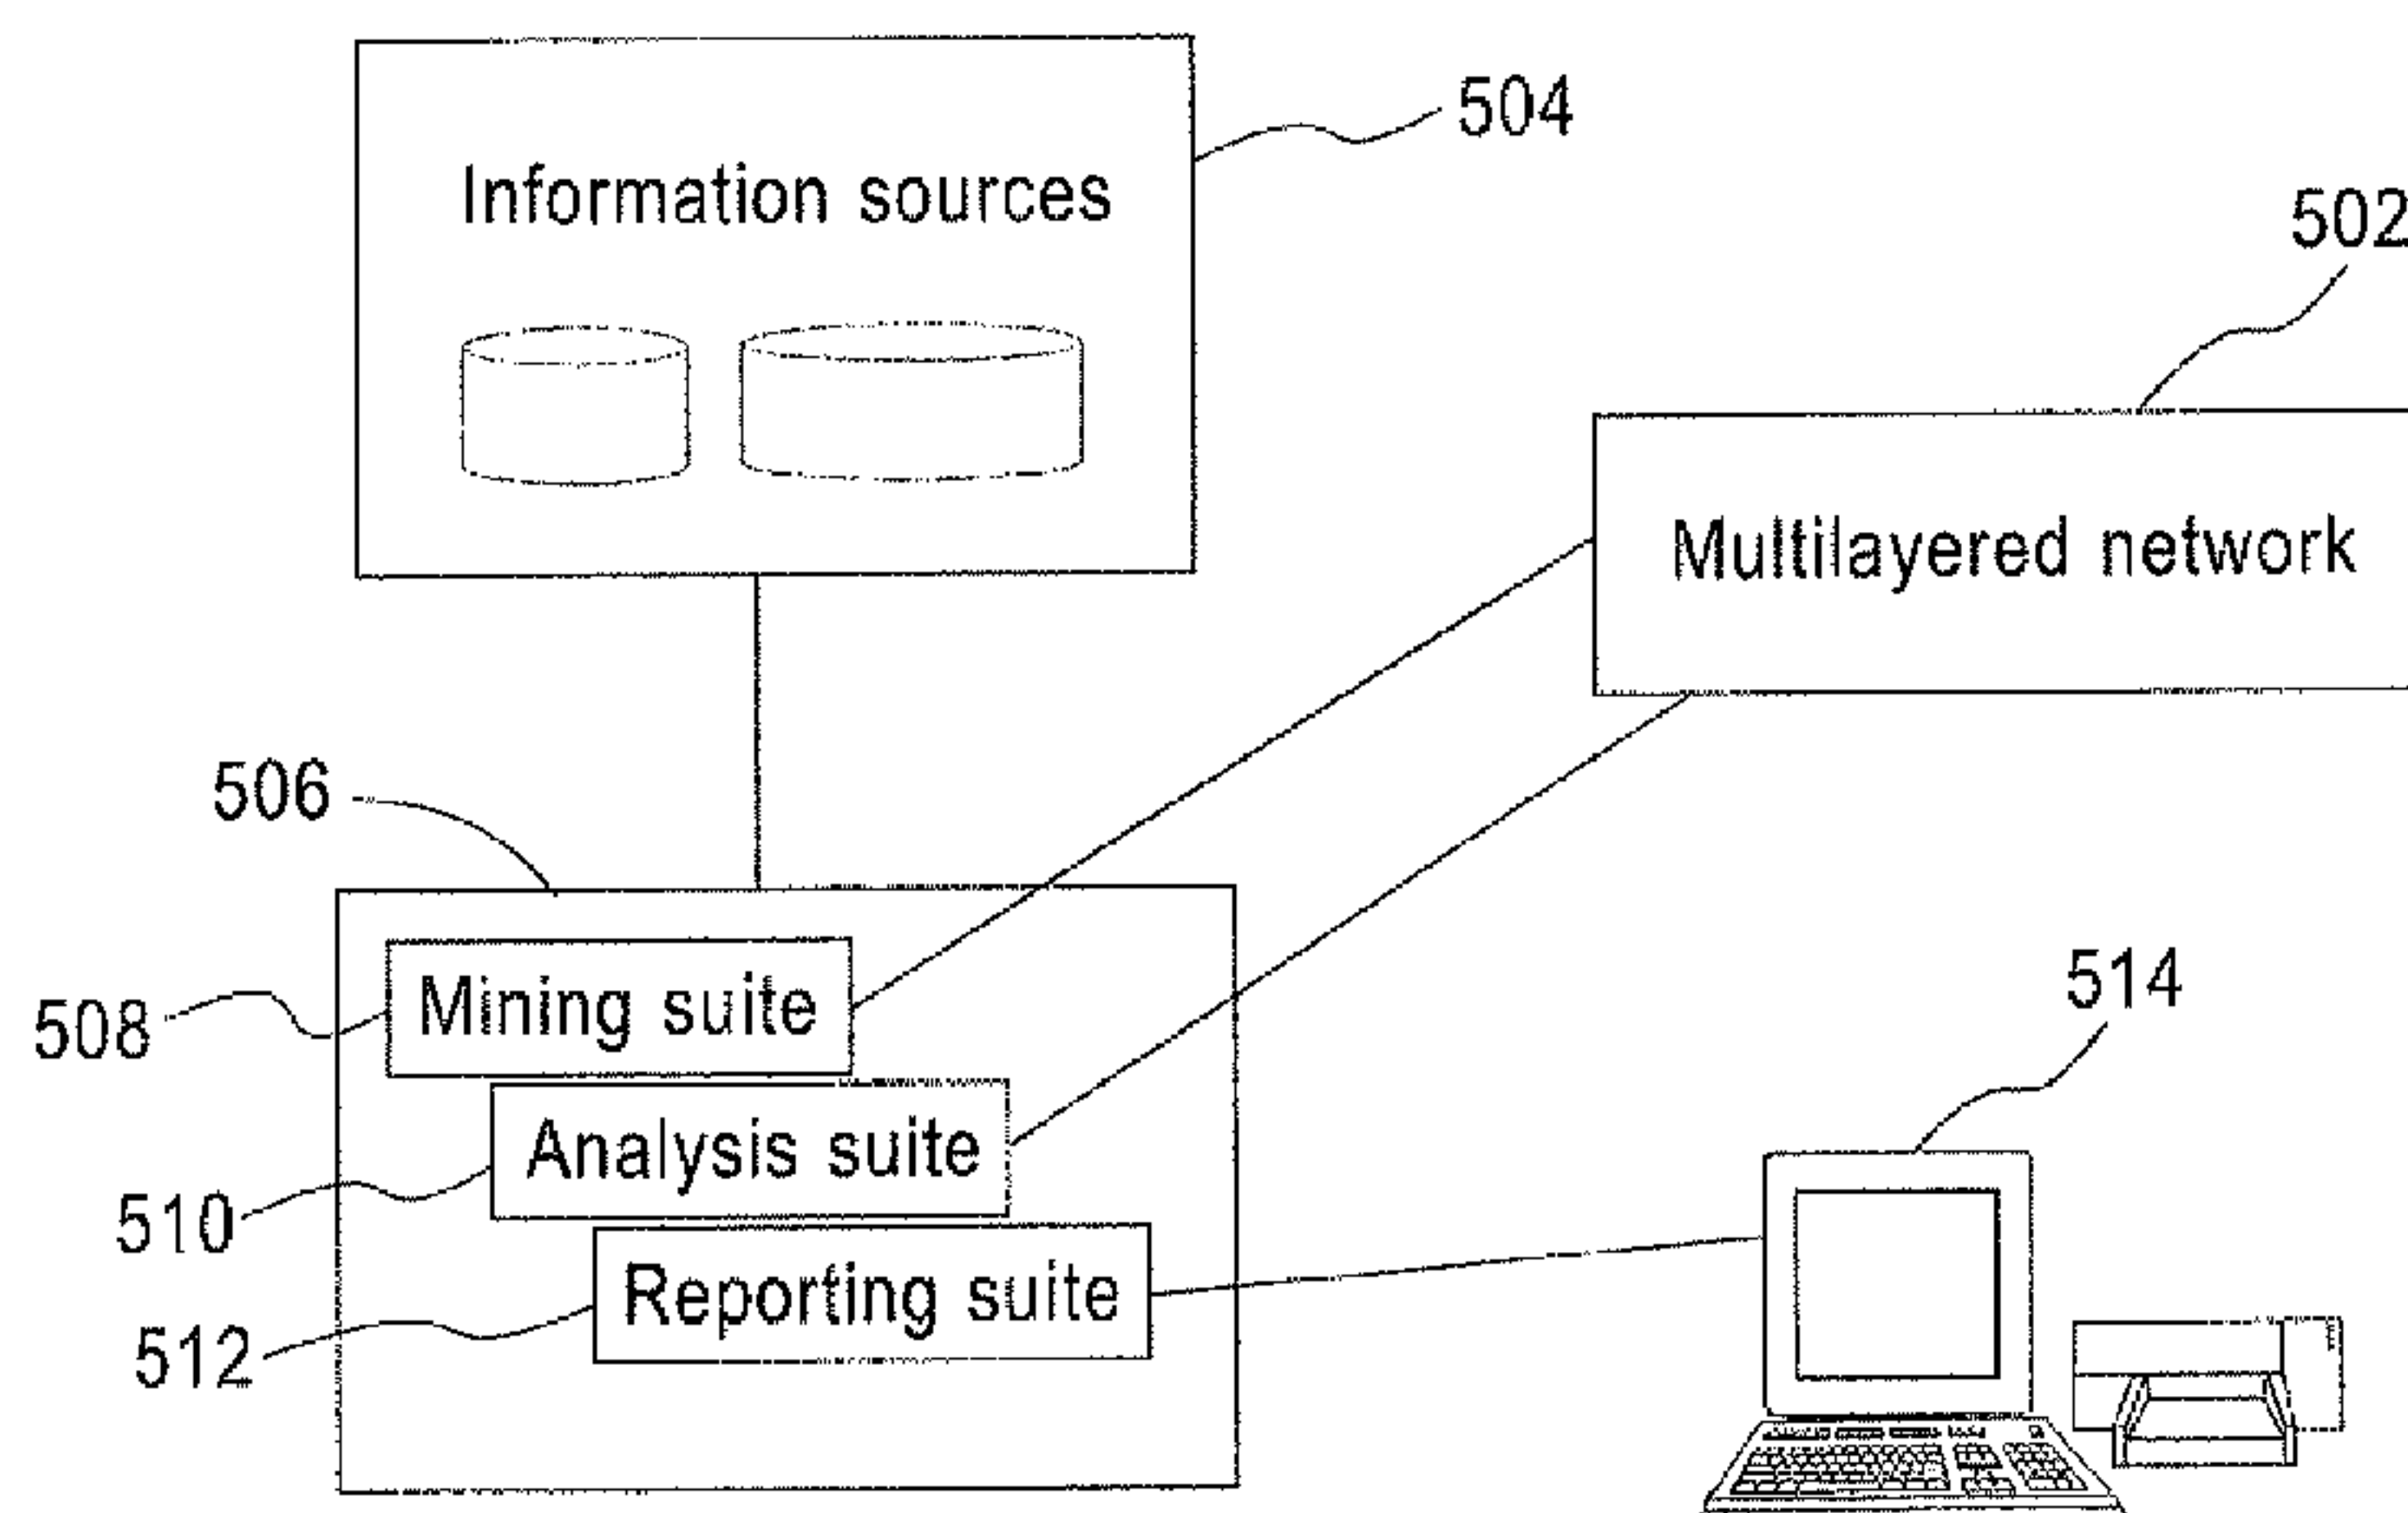 504
Information sources
502
Multilayered network
506
Mining suite
508
514
Analysis suite
510
Reporting suite
512